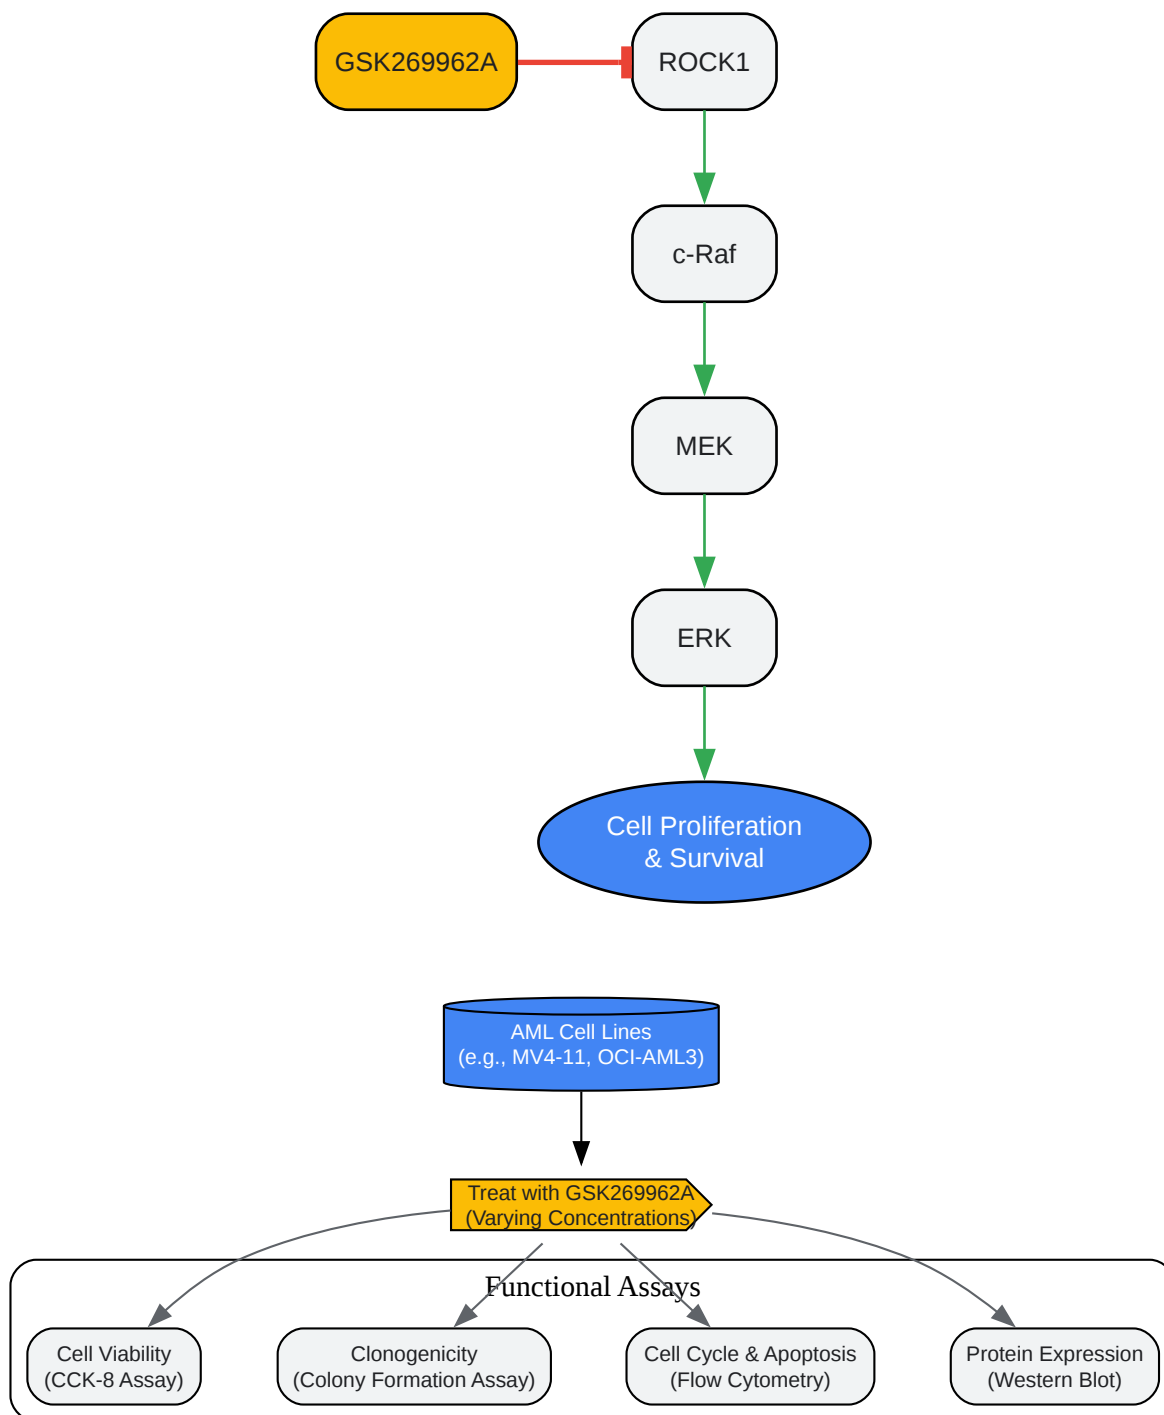 GSK269962A
ROCK1
c-Raf
MEK
ERK
Cell Proliferation
& Survival
AML Cell Lines
(e.g., MV4-11, OCI-AML3)
Treat with GSK269962A
(Varying Concentrations)
Functional Assays
Cell Viability
(CCK-8 Assay)
Clonogenicity
(Colony Formation Assay)
Cell Cycle & Apoptosis
(Flow Cytometry)
Protein Expression
(Western Blot)